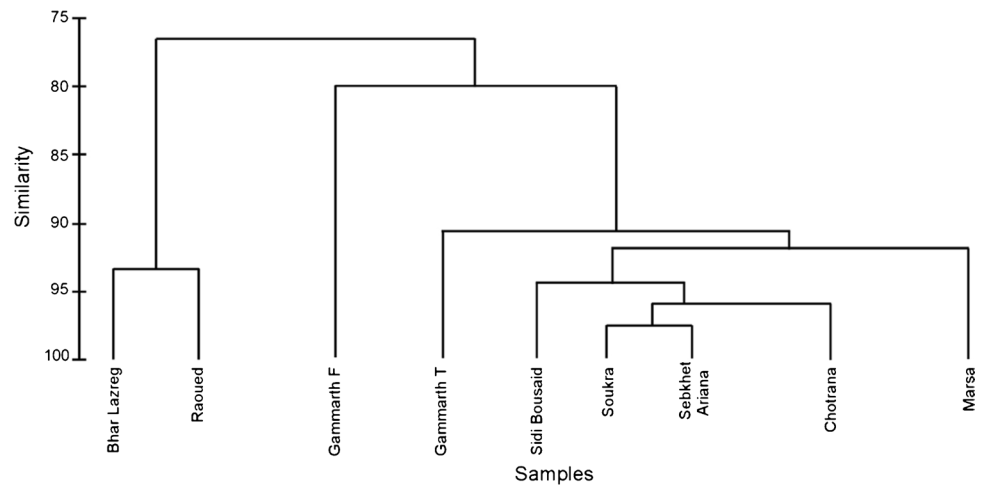 75
80
85
90
95
100
Similarity
Bhar Lazreg
Raoued
Gammarth F
Gammarth T
Sidi Bousaid
Soukra
Sebkhet
Ariana
Chotrana
Marsa
Samples